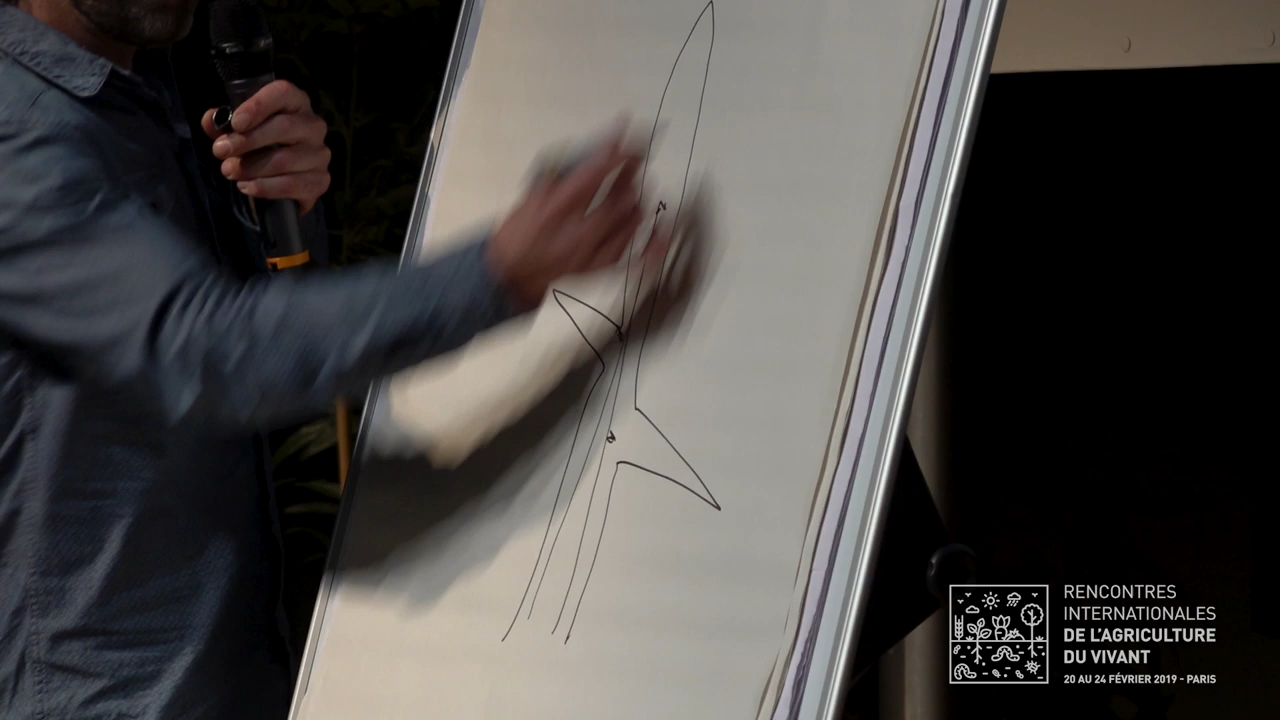 RENCONTRES
INTERNATIONALES
DE L'AGRICULTURE
DU VIVANT
20 AU 24 FÉVRIER 2019 - PARIS